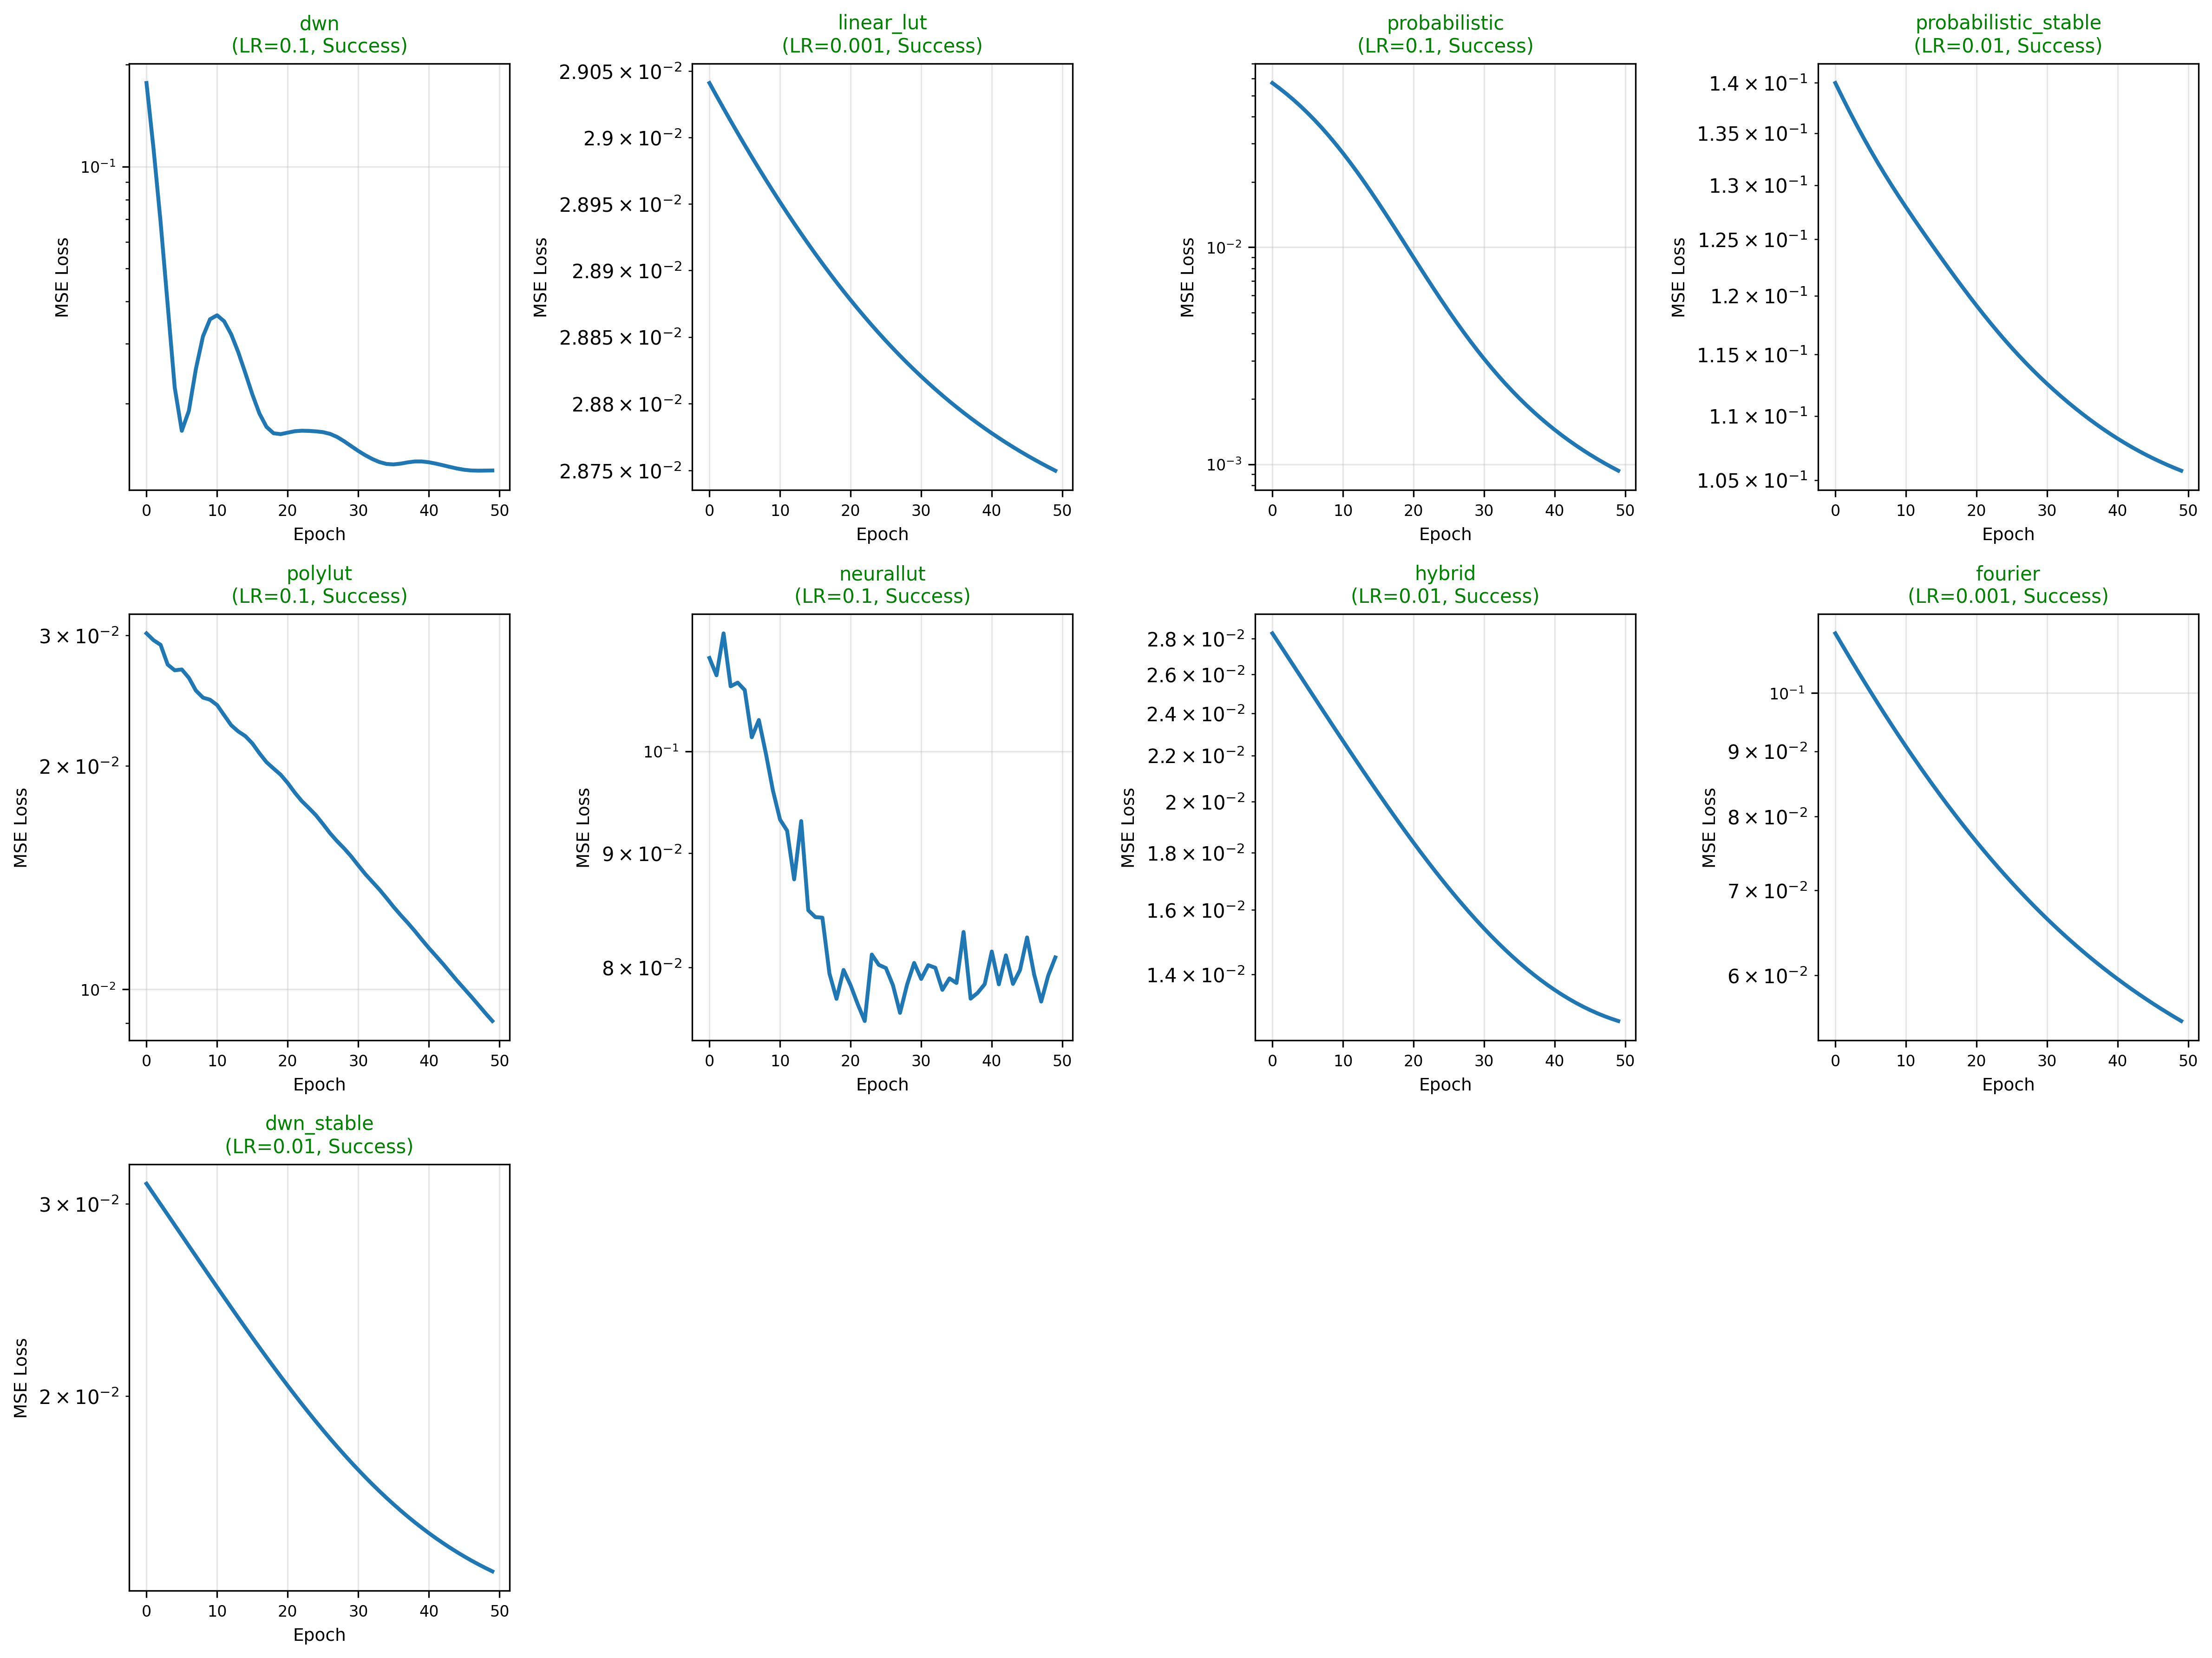 dwn
(LR=0.1, Success)
MSE Loss
10⁻¹
0 10 20 30 40 50
Epoch
linear_lut
(LR=0.001, Success)
MSE Loss
2.905 × 10⁻²
2.9 × 10⁻²
2.895 × 10⁻²
2.89 × 10⁻²
2.885 × 10⁻²
2.88 × 10⁻²
2.875 × 10⁻²
0 10 20 30 40 50
Epoch
probabilistic
(LR=0.1, Success)
MSE Loss
10⁻²
10⁻³
0 10 20 30 40 50
Epoch
probabilistic_stable
(LR=0.01, Success)
MSE Loss
1.4 × 10⁻¹
1.35 × 10⁻¹
1.3 × 10⁻¹
1.25 × 10⁻¹
1.2 × 10⁻¹
1.15 × 10⁻¹
1.1 × 10⁻¹
1.05 × 10⁻¹
0 10 20 30 40 50
Epoch
polylut
(LR=0.1, Success)
MSE Loss
3 × 10⁻²
2 × 10⁻²
10⁻²
0 10 20 30 40 50
Epoch
neurallut
(LR=0.1, Success)
MSE Loss
10⁻¹
9 × 10⁻²
8 × 10⁻²
0 10 20 30 40 50
Epoch
hybrid
(LR=0.01, Success)
MSE Loss
2.8 × 10⁻²
2.6 × 10⁻²
2.4 × 10⁻²
2.2 × 10⁻²
2 × 10⁻²
1.8 × 10⁻²
1.6 × 10⁻²
1.4 × 10⁻²
0 10 20 30 40 50
Epoch
fourier
(LR=0.001, Success)
MSE Loss
10⁻¹
9 × 10⁻²
8 × 10⁻²
7 × 10⁻²
6 × 10⁻²
0 10 20 30 40 50
Epoch
dwn_stable
(LR=0.01, Success)
MSE Loss
3 × 10⁻²
2 × 10⁻²
0 10 20 30 40 50
Epoch